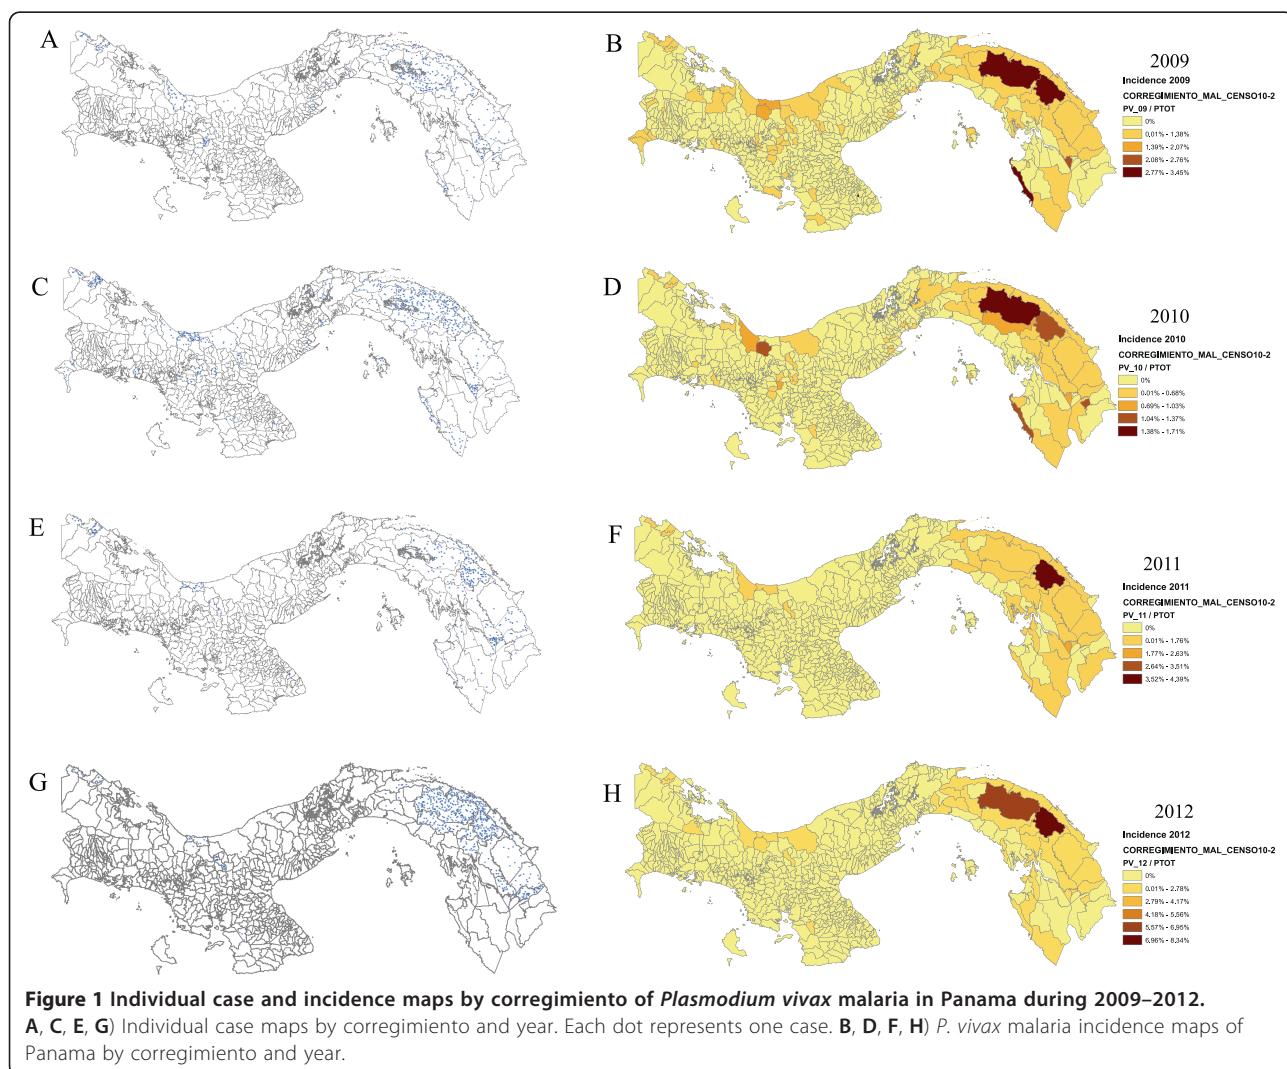 A
B
2009
Incidence 2009
CORREGIMIENTO_MAL_CENSO10-2
PV_09 / PTOT
0%
0.01% - 1.38%
1.39% - 2.07%
2.08% - 2.76%
2.77% - 3.45%
C
D
2010
Incidence 2010
CORREGIMIENTO_MAL_CENSO10-2
PV_10 / PTOT
0%
0.01% - 0.68%
0.69% - 1.03%
1.04% - 1.37%
1.38% - 1.71%
E
F
2011
Incidence 2011
CORREGIMIENTO_MAL_CENSO10-2
PV_11 / PTOT
0%
0.01% - 1.76%
1.77% - 2.63%
2.64% - 3.51%
3.52% - 4.39%
G
H
2012
Incidence 2012
CORREGIMIENTO_MAL_CENSO10-2
PV_12 / PTOT
0%
0.01% - 2.78%
2.79% - 4.17%
4.18% - 5.56%
5.57% - 6.95%
6.96% - 8.34%
Figure 1 Individual case and incidence maps by corregimiento of Plasmodium vivax malaria in Panama during 2009–2012.
A, C, E, G) Individual case maps by corregimiento and year. Each dot represents one case. B, D, F, H) P. vivax malaria incidence maps of
Panama by corregimiento and year.